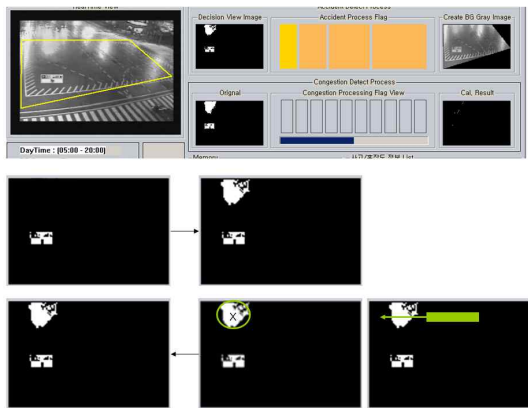 RealTime View
Accident Detect Process
Decision View Image
Accident Process Flag
Create BG Gray Image
Congestion Detect Process
Orignal
Congestion Processing Flag View
Cal, Result
DayTime : [05:00 - 20:00]
Memory
List
X